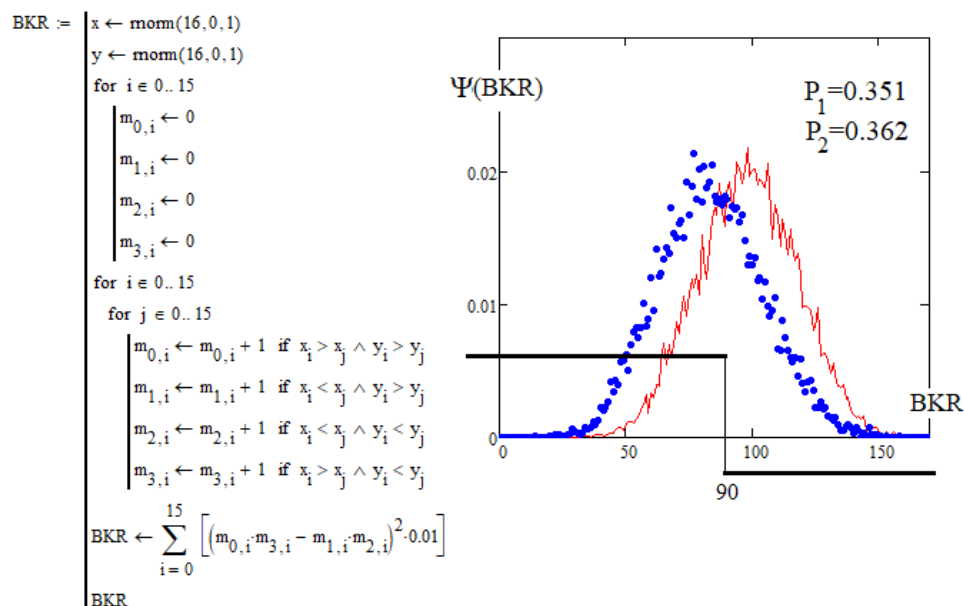 BKR := x ← rnorm(16,0,1)
y ← rnorm(16,0,1)
for i ∈ 0.. 15
m0,i ← 0
m1,i ← 0
m2,i ← 0
m3,i ← 0
for i ∈ 0.. 15
for j ∈ 0.. 15
m0,i ← m0,i + 1 if xi > xj ∧ yi > yj
m1,i ← m1,i + 1 if xi < xj ∧ yi > yj
m2,i ← m2,i + 1 if xi < xj ∧ yi < yj
m3,i ← m3,i + 1 if xi > xj ∧ yi < yj
15
BKR ← ∑ [(m0,i·m3,i − m1,i·m2,i)²·0.01]
i = 0
BKR
Ψ(BKR)
P1=0.351
P2=0.362
0.02
0.01
0
BKR
0 50 100 150
90